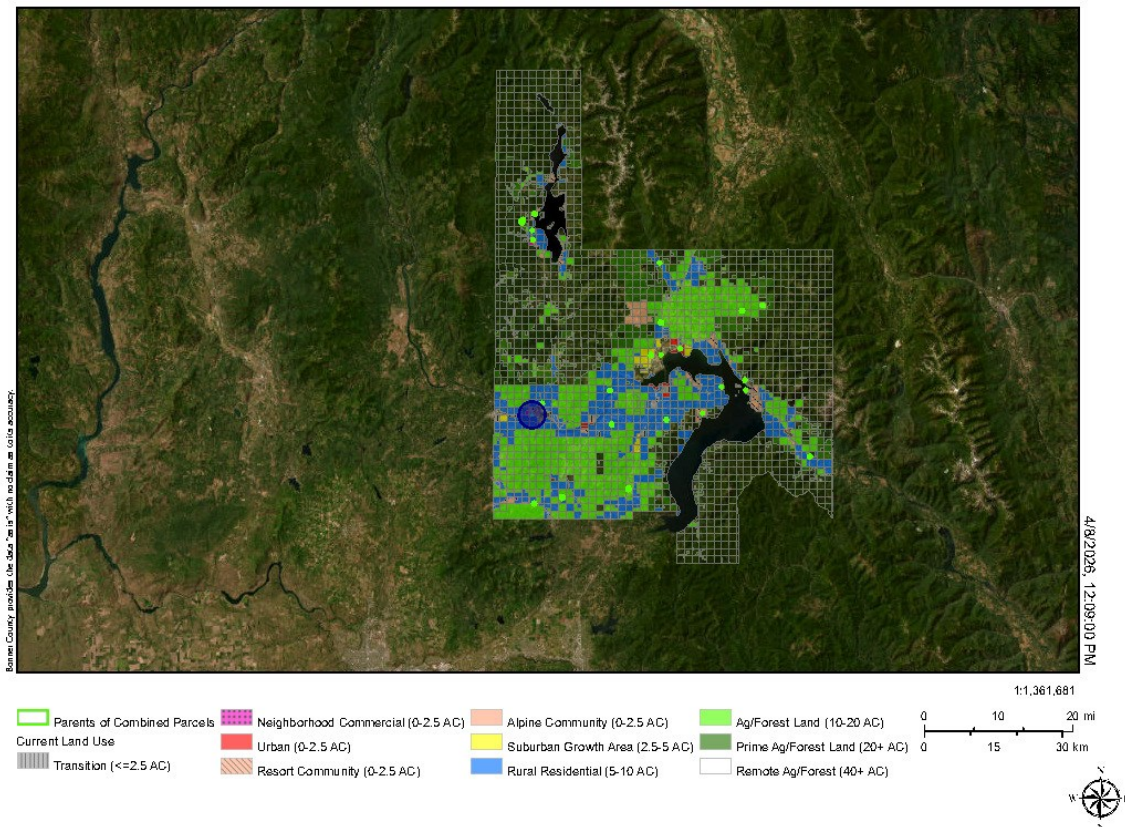 Bonner County provides the data "as is" with no claim as to its accuracy.
4/8/2026, 12:09:00 PM
1:1,361,681
Parents of Combined Parcels
Current Land Use
Transition (<=2.5 AC)
Neighborhood Commercial (0-2.5 AC)
Urban (0-2.5 AC)
Resort Community (0-2.5 AC)
Alpine Community (0-2.5 AC)
Suburban Growth Area (2.5-5 AC)
Rural Residential (5-10 AC)
Ag/Forest Land (10-20 AC)
Prime Ag/Forest Land (20+ AC)
Remote Ag/Forest (40+ AC)
0 10 20 mi
0 15 30 km
N
W